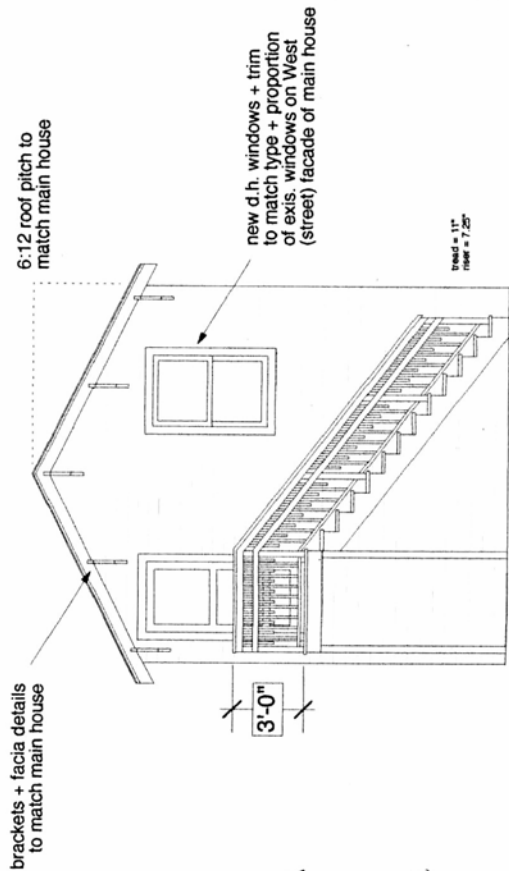 brackets + facia details
to match main house
6:12 roof pitch to
match main house
new d.h. windows + trim
to match type + proportion
of exis. windows on West
(street) facade of main house
3'-0"
tread = 11"
riser = 7.25"